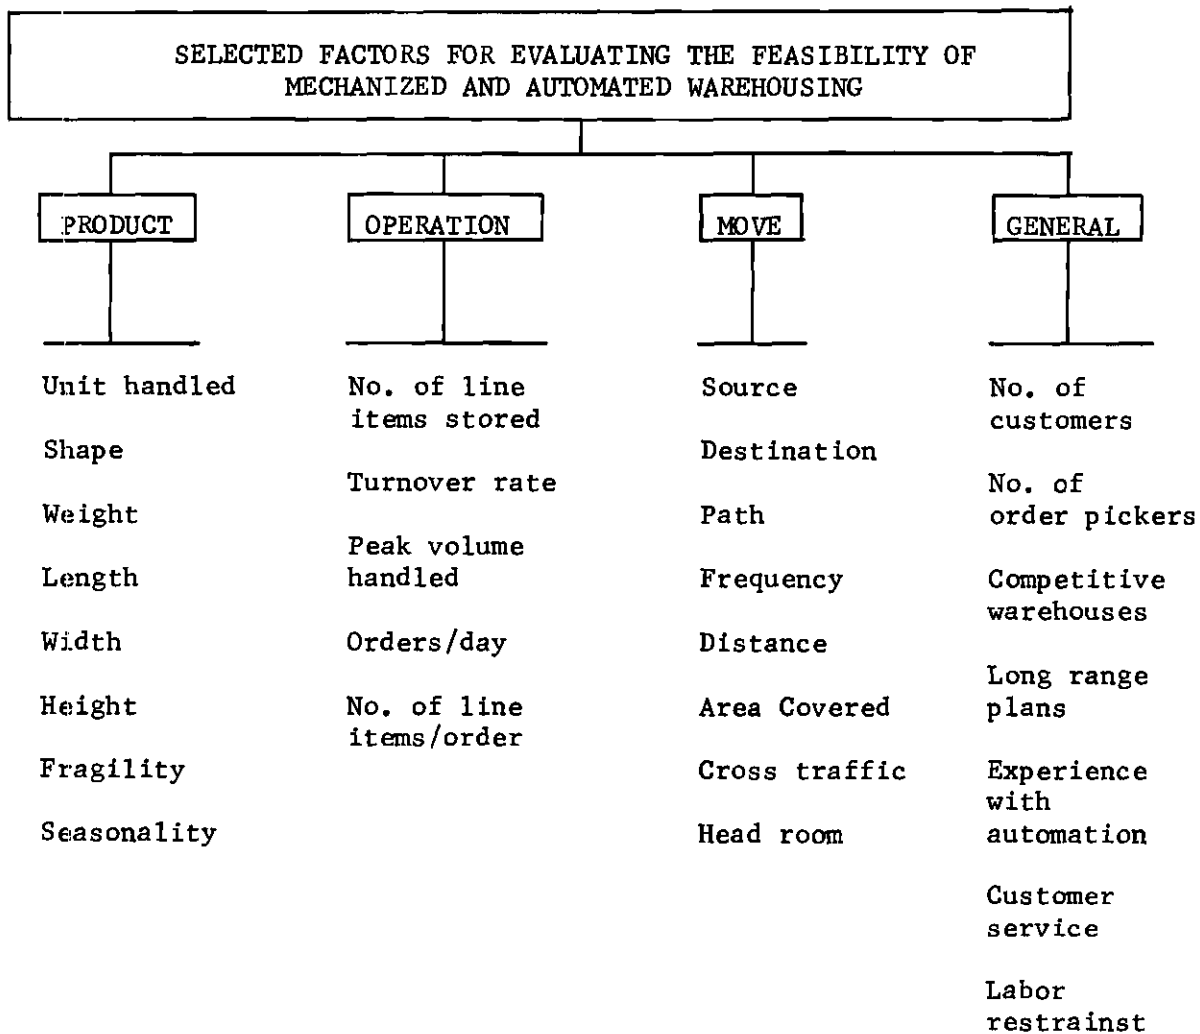 SELECTED FACTORS FOR EVALUATING THE FEASIBILITY OF
MECHANIZED AND AUTOMATED WAREHOUSING
PRODUCT
Unit handled
Shape
Weight
Length
Width
Height
Fragility
Seasonality
OPERATION
No. of line
items stored
Turnover rate
Peak volume
handled
Orders/day
No. of line
items/order
MOVE
Source
Destination
Path
Frequency
Distance
Area Covered
Cross traffic
Head room
GENERAL
No. of
customers
No. of
order pickers
Competitive
warehouses
Long range
plans
Experience
with
automation
Customer
service
Labor
restrainst